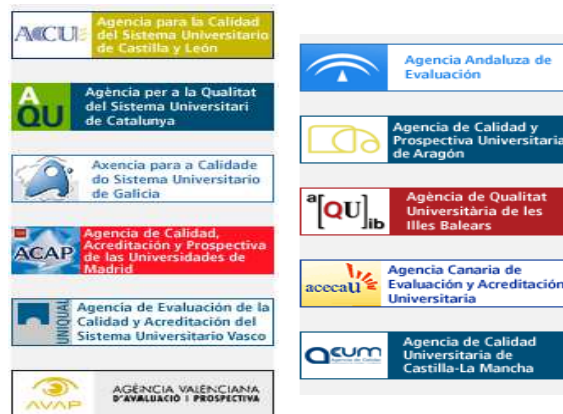 ACCUE
Agencia para la Calidad
del Sistema Universitario
de Castilla y León
AQU
Agència per a la Qualitat
del Sistema Universitari
de Catalunya
Axencia para a Calidade
do Sistema Universitario
de Galicia
ACAP
Agencia de Calidad,
Acreditación y Prospectiva
de las Universidades de
Madrid
UNIQUAL
Agencia de Evaluación de la
Calidad y Acreditación del
Sistema Universitario Vasco
AVAP
AGÈNCIA VALENCIANA
D'AVALUACIÓ I PROSPECTIVA
Agencia Andaluza de
Evaluación
Agencia de Calidad y
Prospectiva Universitaria
de Aragón
a[QU]ib
Agència de Qualitat
Universitària de les
Illes Balears
acecau
Agencia Canaria de
Evaluación y Acreditación
Universitaria
acum
Agencia de Calidad
Universitaria de
Castilla-La Mancha